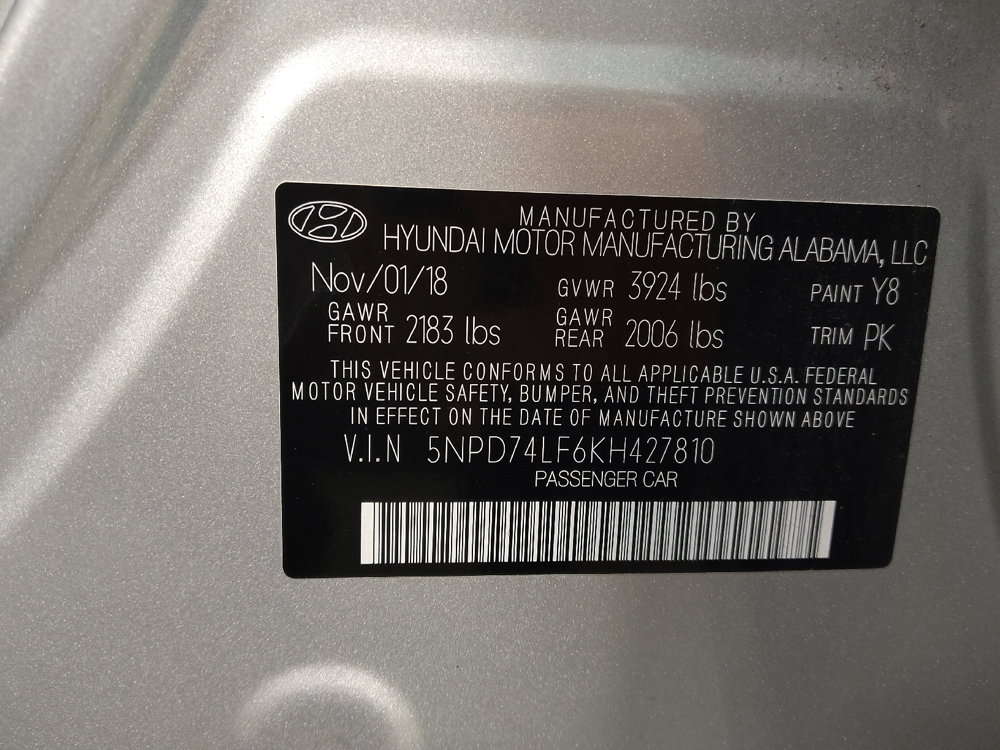 MANUFACTURED BY
HYUNDAI MOTOR MANUFACTURING ALABAMA, LLC
Nov/01/18 GVWR 3924 lbs PAINT Y8
GAWR FRONT 2183 lbs GAWR REAR 2006 lbs TRIM PK
THIS VEHICLE CONFORMS TO ALL APPLICABLE U.S.A. FEDERAL
MOTOR VEHICLE SAFETY, BUMPER, AND THEFT PREVENTION STANDARDS
IN EFFECT ON THE DATE OF MANUFACTURE SHOWN ABOVE
V.I.N 5NPD74LF6KH427810
PASSENGER CAR